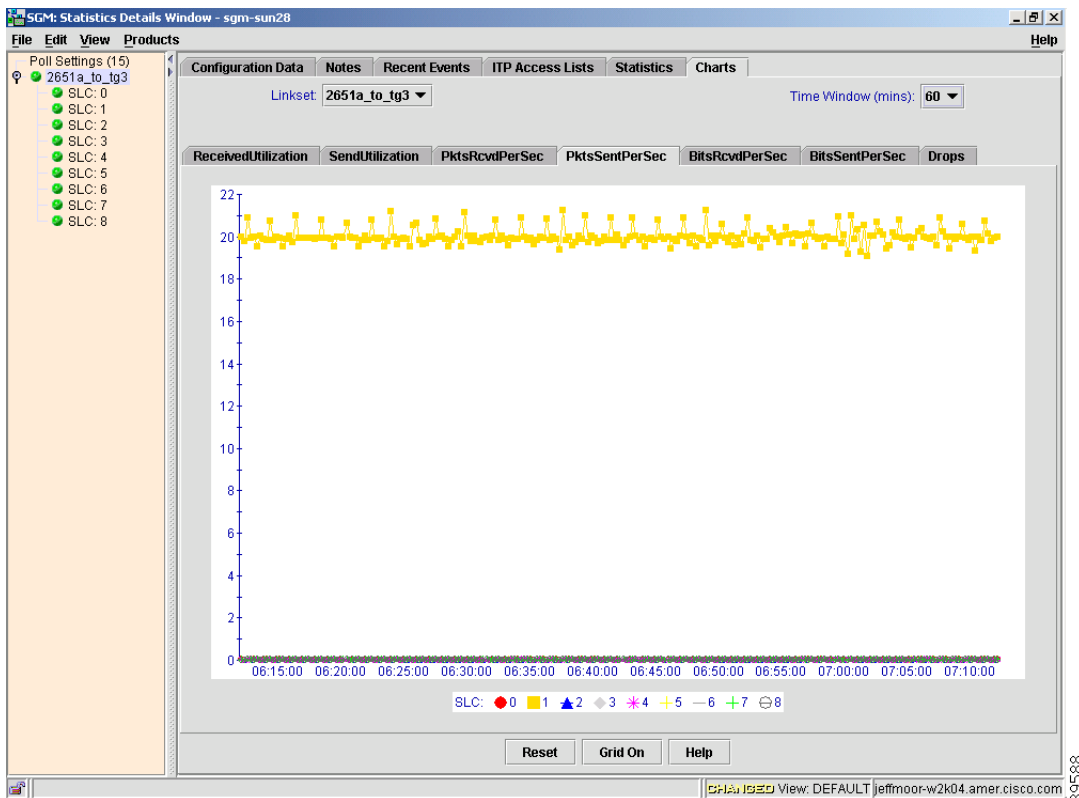 SGM: Statistics Details Window - sgm-sun28
File Edit View Products Help
Poll Settings (15)
2651a_to_tg3
SLC: 0
SLC: 1
SLC: 2
SLC: 3
SLC: 4
SLC: 5
SLC: 6
SLC: 7
SLC: 8
Configuration Data Notes Recent Events ITP Access Lists Statistics Charts
Linkset: 2651a_to_tg3 Time Window (mins): 60
ReceivedUtilization SendUtilization PktsRcvdPerSec PktsSentPerSec BitsRcvdPerSec BitsSentPerSec Drops
22
20
18
16
14
12
10
8
6
4
2
0
06:15:00 06:20:00 06:25:00 06:30:00 06:35:00 06:40:00 06:45:00 06:50:00 06:55:00 07:00:00 07:05:00 07:10:00
SLC: 0 1 2 3 4 5 6 7 8
Reset Grid On Help
CHANGED View: DEFAULT jeffmoor-w2k04.amer.cisco.com
89588